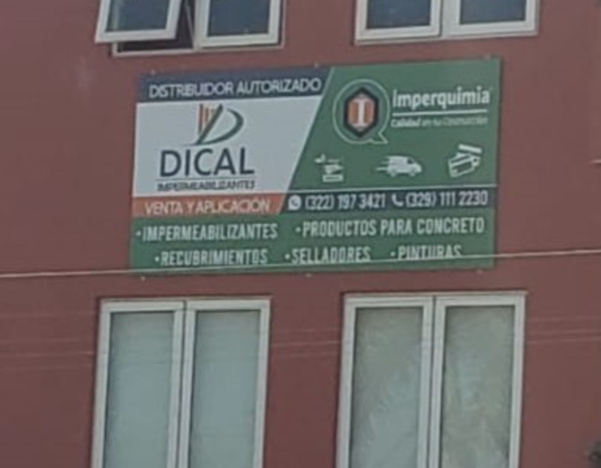 DISTRIBUIDOR AUTORIZADO
DICAL
IMPERMEABILIZANTES
VENTA Y APLICACIÓN
Imperquimia
Calidad en tu Construcción
(322) 197 3421 (329) 111 2230
•IMPERMEABILIZANTES •PRODUCTOS PARA CONCRETO
•RECUBRIMIENTOS •SELLADORES •PINTURAS